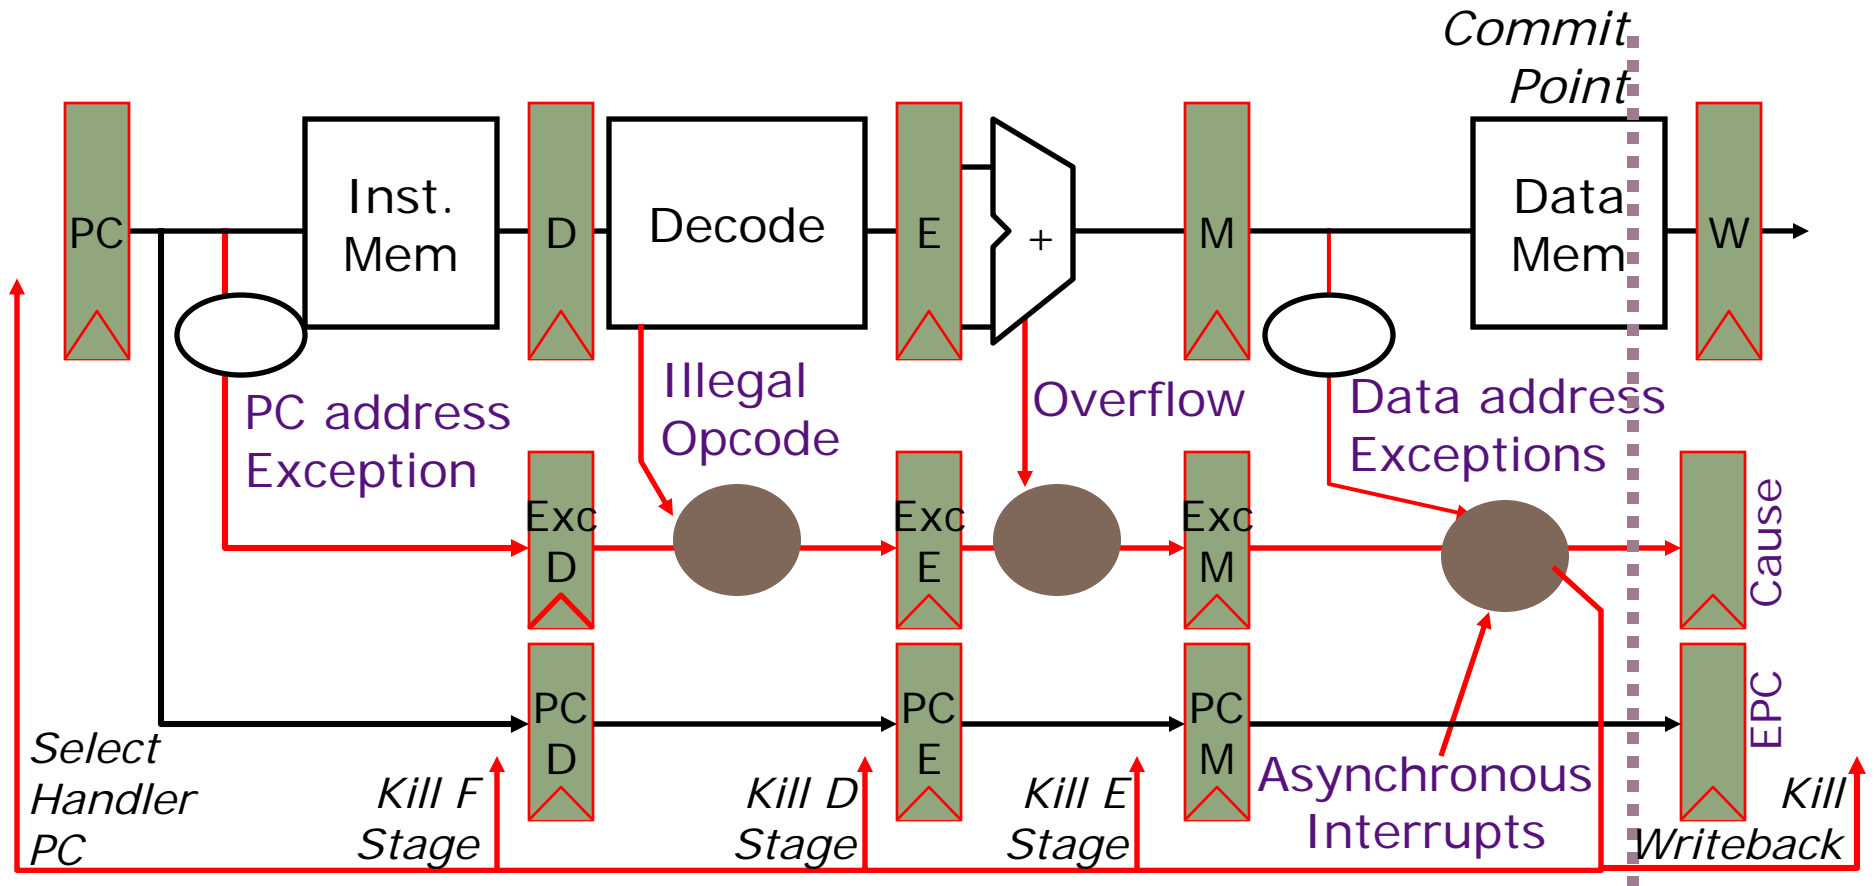 Commit
Point
PC
Inst.
Mem
D
Decode
E
+
M
Data
Mem
W
PC address
Exception
Illegal
Opcode
Overflow
Data address
Exceptions
Exc
D
Exc
E
Exc
M
Cause
PC
D
PC
E
PC
M
EPC
Select
Handler
PC
Kill F
Stage
Kill D
Stage
Kill E
Stage
Asynchronous
Interrupts
Kill
Writeback